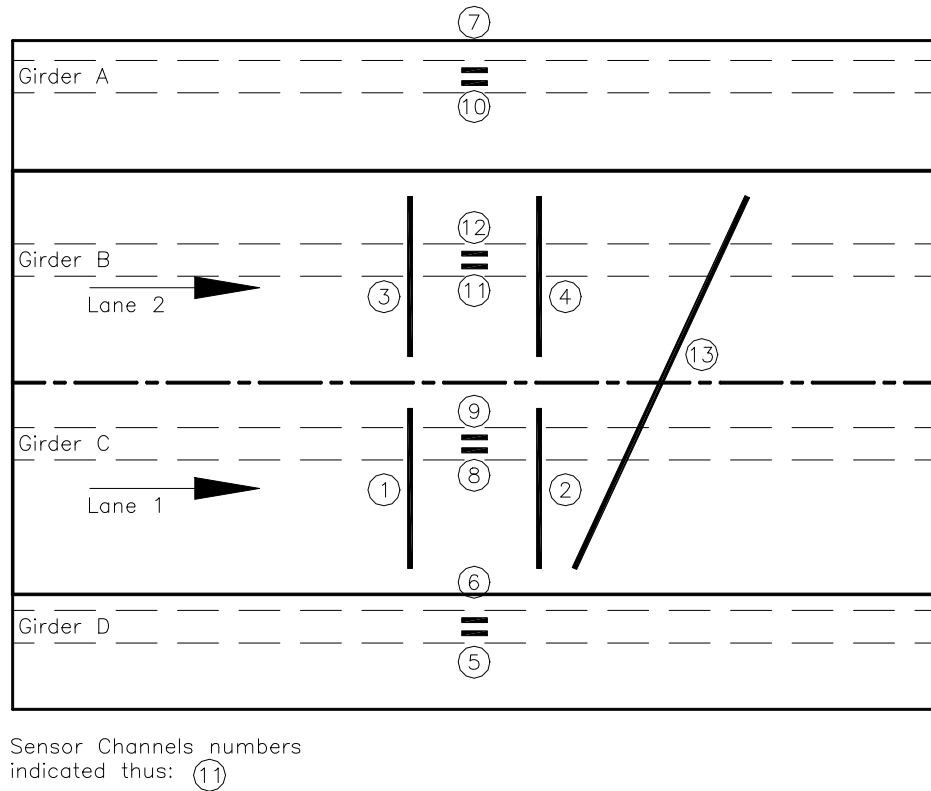 7
Girder A
10
12
Girder B
11
3
4
Lane 2
13
9
Girder C
8
1
2
Lane 1
6
Girder D
5
Sensor Channels numbers
indicated thus: 11